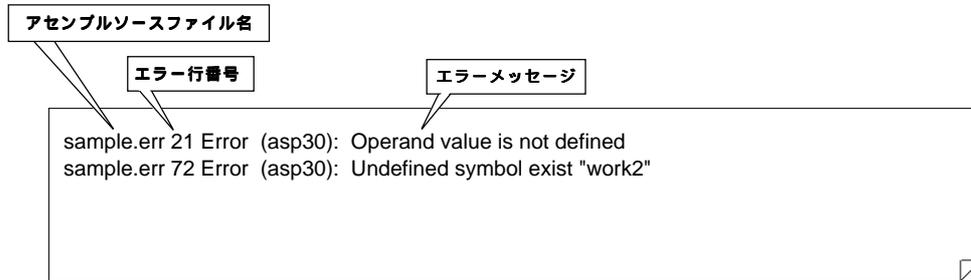 アセンブルソースファイル名
エラー行番号
エラーメッセージ
sample.err 21 Error (asp30): Operand value is not defined
sample.err 72 Error (asp30): Undefined symbol exist "work2"